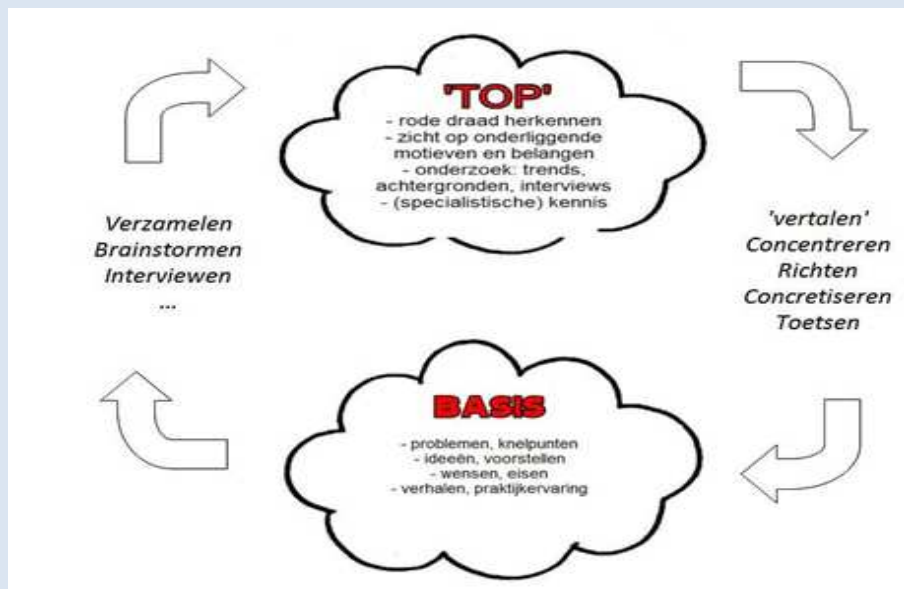 'TOP'
- rode draad herkennen
- zicht op onderliggende
motieven en belangen
- onderzoek: trends,
achtergronden, interviews
- (specialistische) kennis
Verzamelen
Brainstormen
Interviewen
...
'vertalen'
Concentreren
Richten
Concretiseren
Toetsen
BASIS
- problemen, knelpunten
- ideeën, voorstellen
- wensen, eisen
- verhalen, praktijkervaring